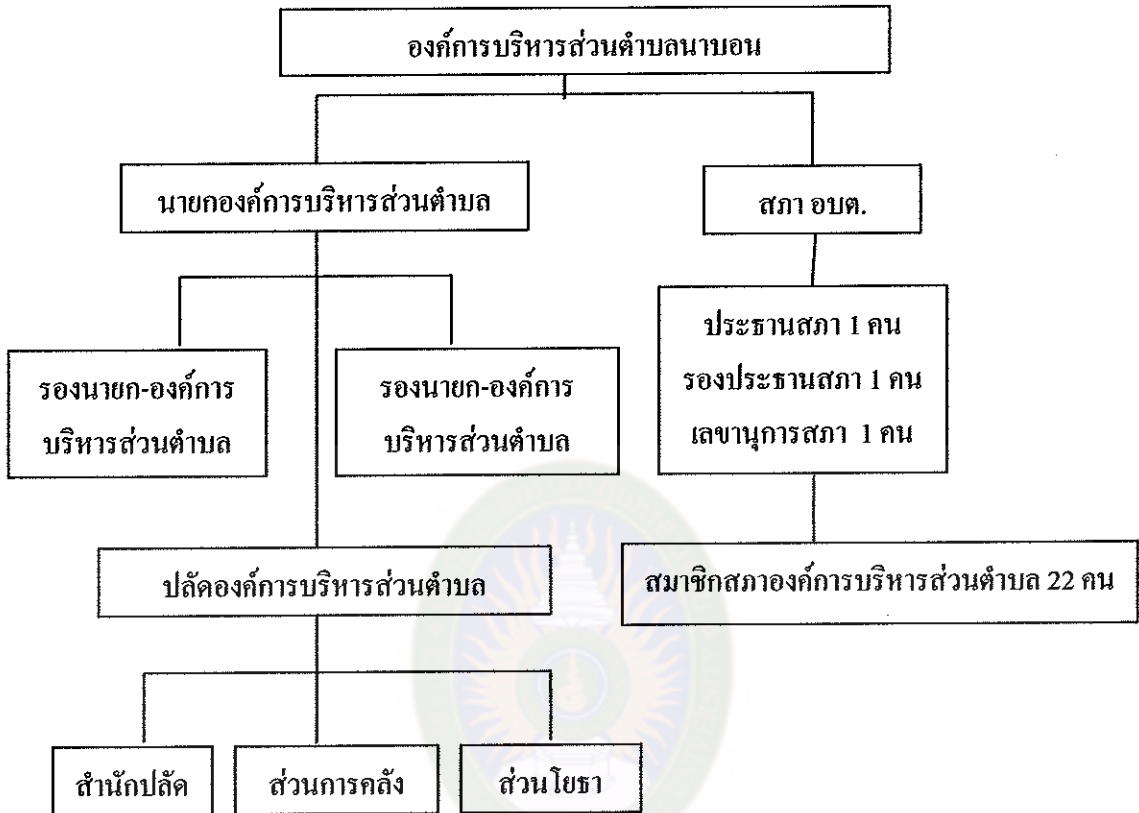 องค์การบริหารส่วนตำบลนาบอน
นายกองค์การบริหารส่วนตำบล
สภา อบต.
รองนายก-องค์การ
บริหารส่วนตำบล
รองนายก-องค์การ
บริหารส่วนตำบล
ประธานสภา 1 คน
รองประธานสภา 1 คน
เลขานุการสภา 1 คน
ปลัดองค์การบริหารส่วนตำบล
สมาชิกสภาองค์การบริหารส่วนตำบล 22 คน
สำนักปลัด
ส่วนการคลัง
ส่วนโยธา